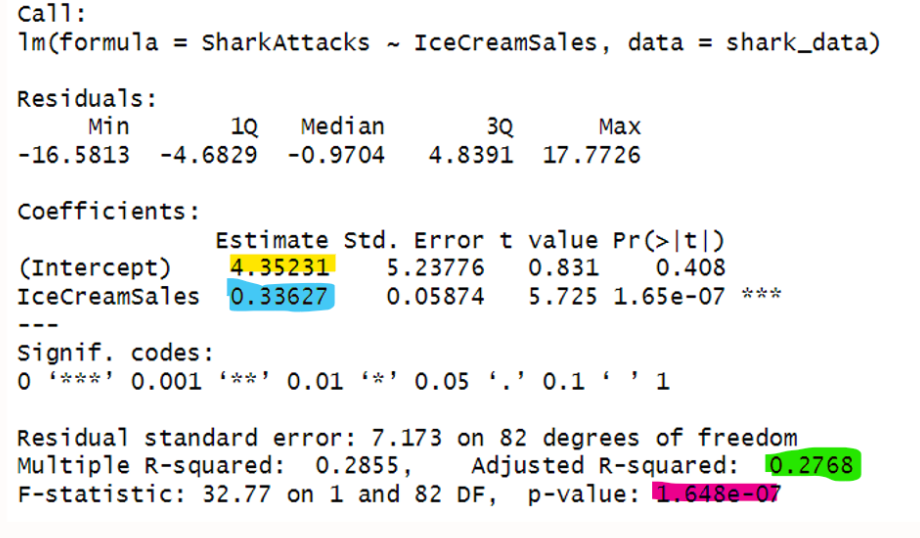 Call:
lm(formula = SharkAttacks ~ IceCreamSales, data = shark_data)
Residuals:
Min 1Q Median 3Q Max
-16.5813 -4.6829 -0.9704 4.8391 17.7726
Coefficients:
Estimate Std. Error t value Pr(>|t|)
(Intercept) 4.35231 5.23776 0.831 0.408
IceCreamSales 0.33627 0.05874 5.725 1.65e-07 ***
---
Signif. codes:
0 ‘***’ 0.001 ‘**’ 0.01 ‘*’ 0.05 ‘.’ 0.1 ‘ ’ 1
Residual standard error: 7.173 on 82 degrees of freedom
Multiple R-squared: 0.2855, Adjusted R-squared: 0.2768
F-statistic: 32.77 on 1 and 82 DF, p-value: 1.648e-07